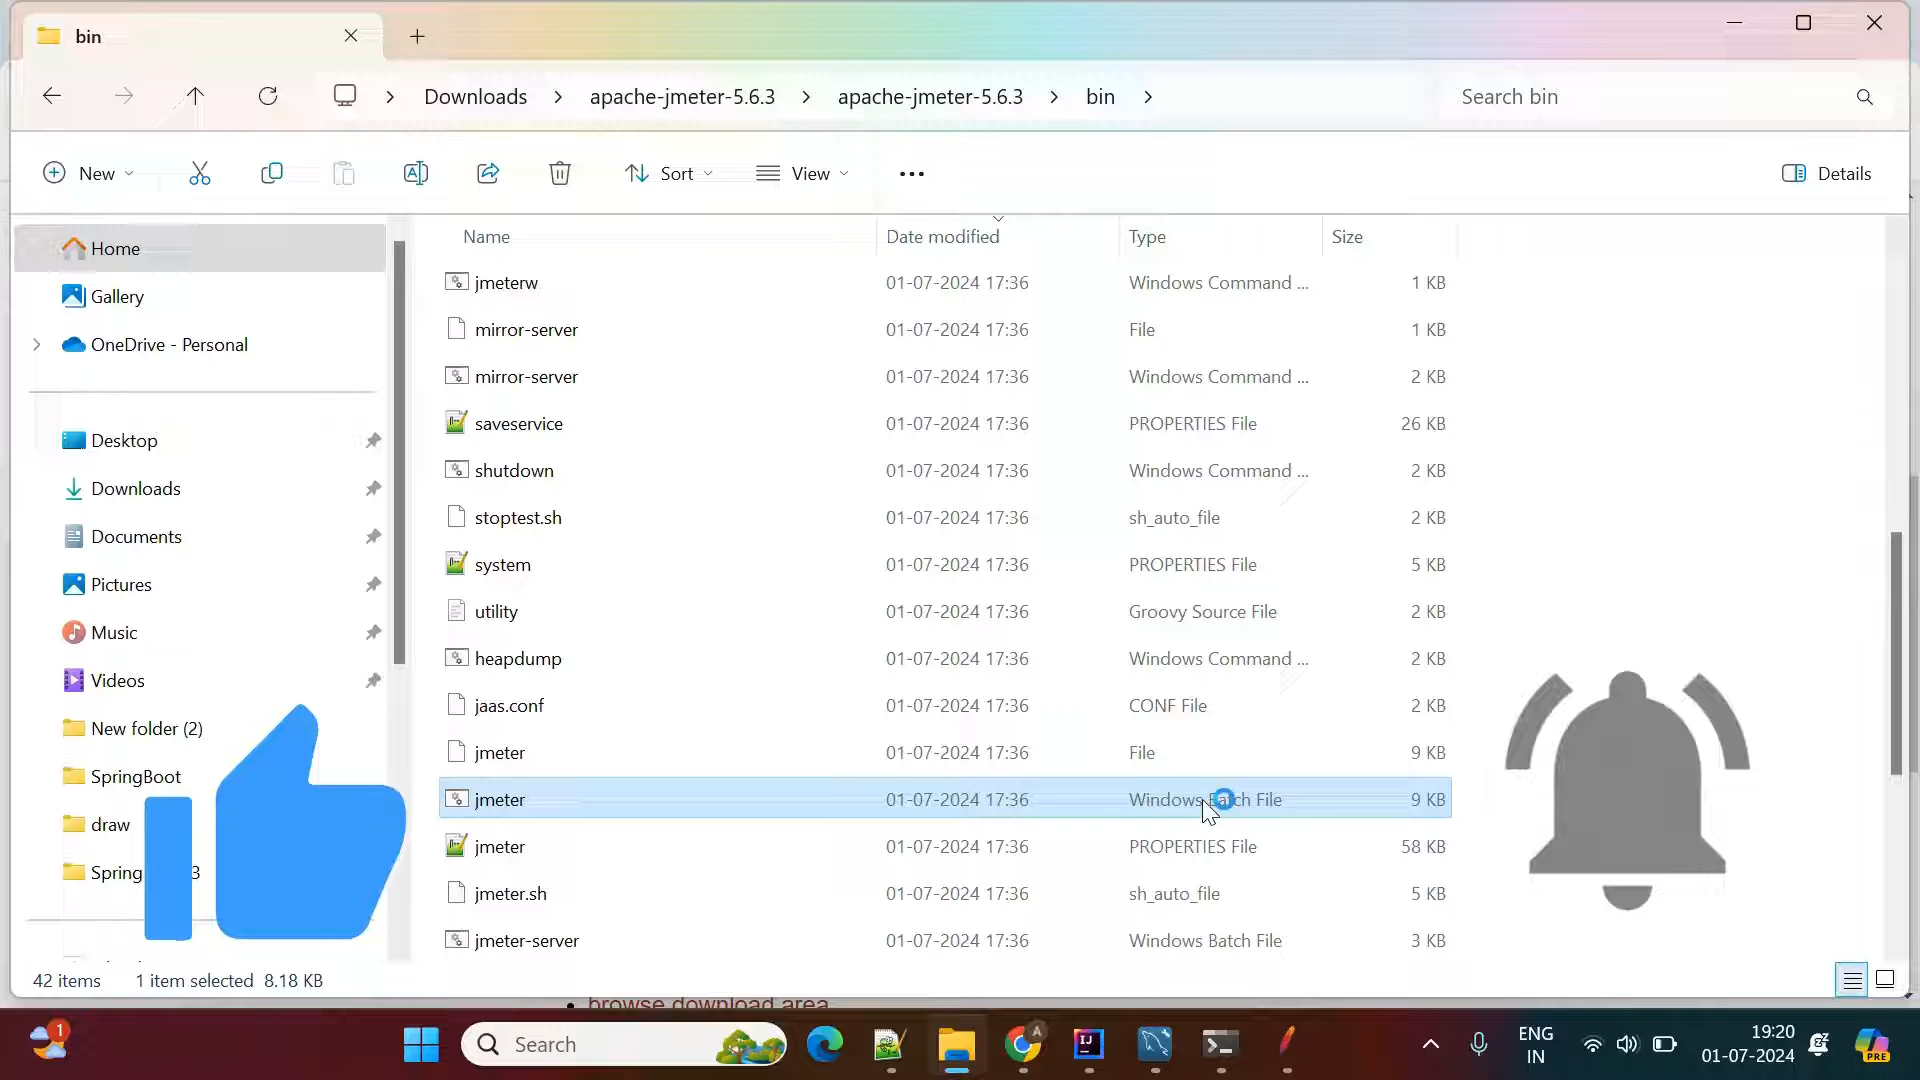 bin
Downloads > apache-jmeter-5.6.3 > apache-jmeter-5.6.3 > bin >
Search bin
New
Sort
View
Details
Home
Gallery
OneDrive - Personal
Desktop
Downloads
Documents
Pictures
Music
Videos
New folder (2)
SpringBoot
draw
Spring 3
Name Date modified Type Size
jmeterw 01-07-2024 17:36 Windows Command ... 1 KB
mirror-server 01-07-2024 17:36 File 1 KB
mirror-server 01-07-2024 17:36 Windows Command ... 2 KB
saveservice 01-07-2024 17:36 PROPERTIES File 26 KB
shutdown 01-07-2024 17:36 Windows Command ... 2 KB
stoptest.sh 01-07-2024 17:36 sh_auto_file 2 KB
system 01-07-2024 17:36 PROPERTIES File 5 KB
utility 01-07-2024 17:36 Groovy Source File 2 KB
heapdump 01-07-2024 17:36 Windows Command ... 2 KB
jaas.conf 01-07-2024 17:36 CONF File 2 KB
jmeter 01-07-2024 17:36 File 9 KB
jmeter 01-07-2024 17:36 Windows Batch File 9 KB
jmeter 01-07-2024 17:36 PROPERTIES File 58 KB
jmeter.sh 01-07-2024 17:36 sh_auto_file 5 KB
jmeter-server 01-07-2024 17:36 Windows Batch File 3 KB
42 items 1 item selected 8.18 KB
browse download area
1
Search
A
IJ
ENG
IN
19:20
01-07-2024
PRE